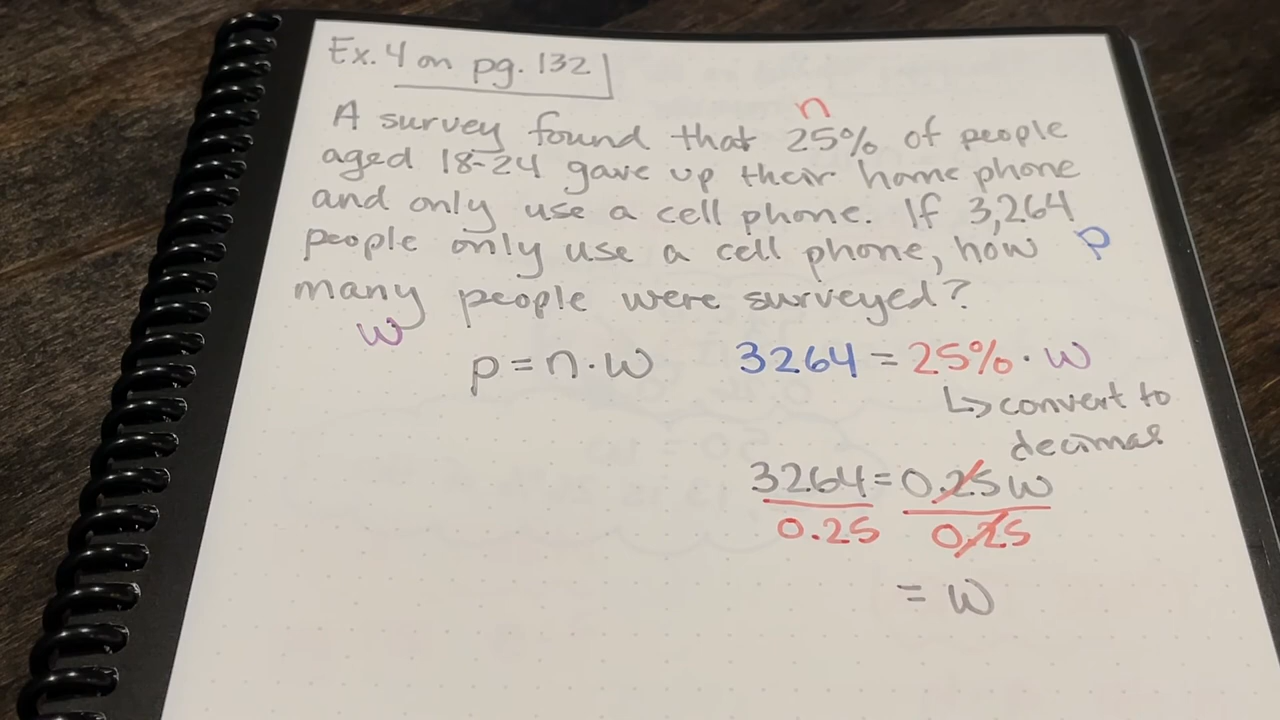 Ex. 4 on pg. 132
n
A survey found that 25% of people
aged 18-24 gave up their home phone
and only use a cell phone. If 3,264
people only use a cell phone, how
p
many people were surveyed?
w
p = n · w
3264 = 25% · w
↳ convert to
decimal
3264 = 0.25w
0.25 0.25
= w